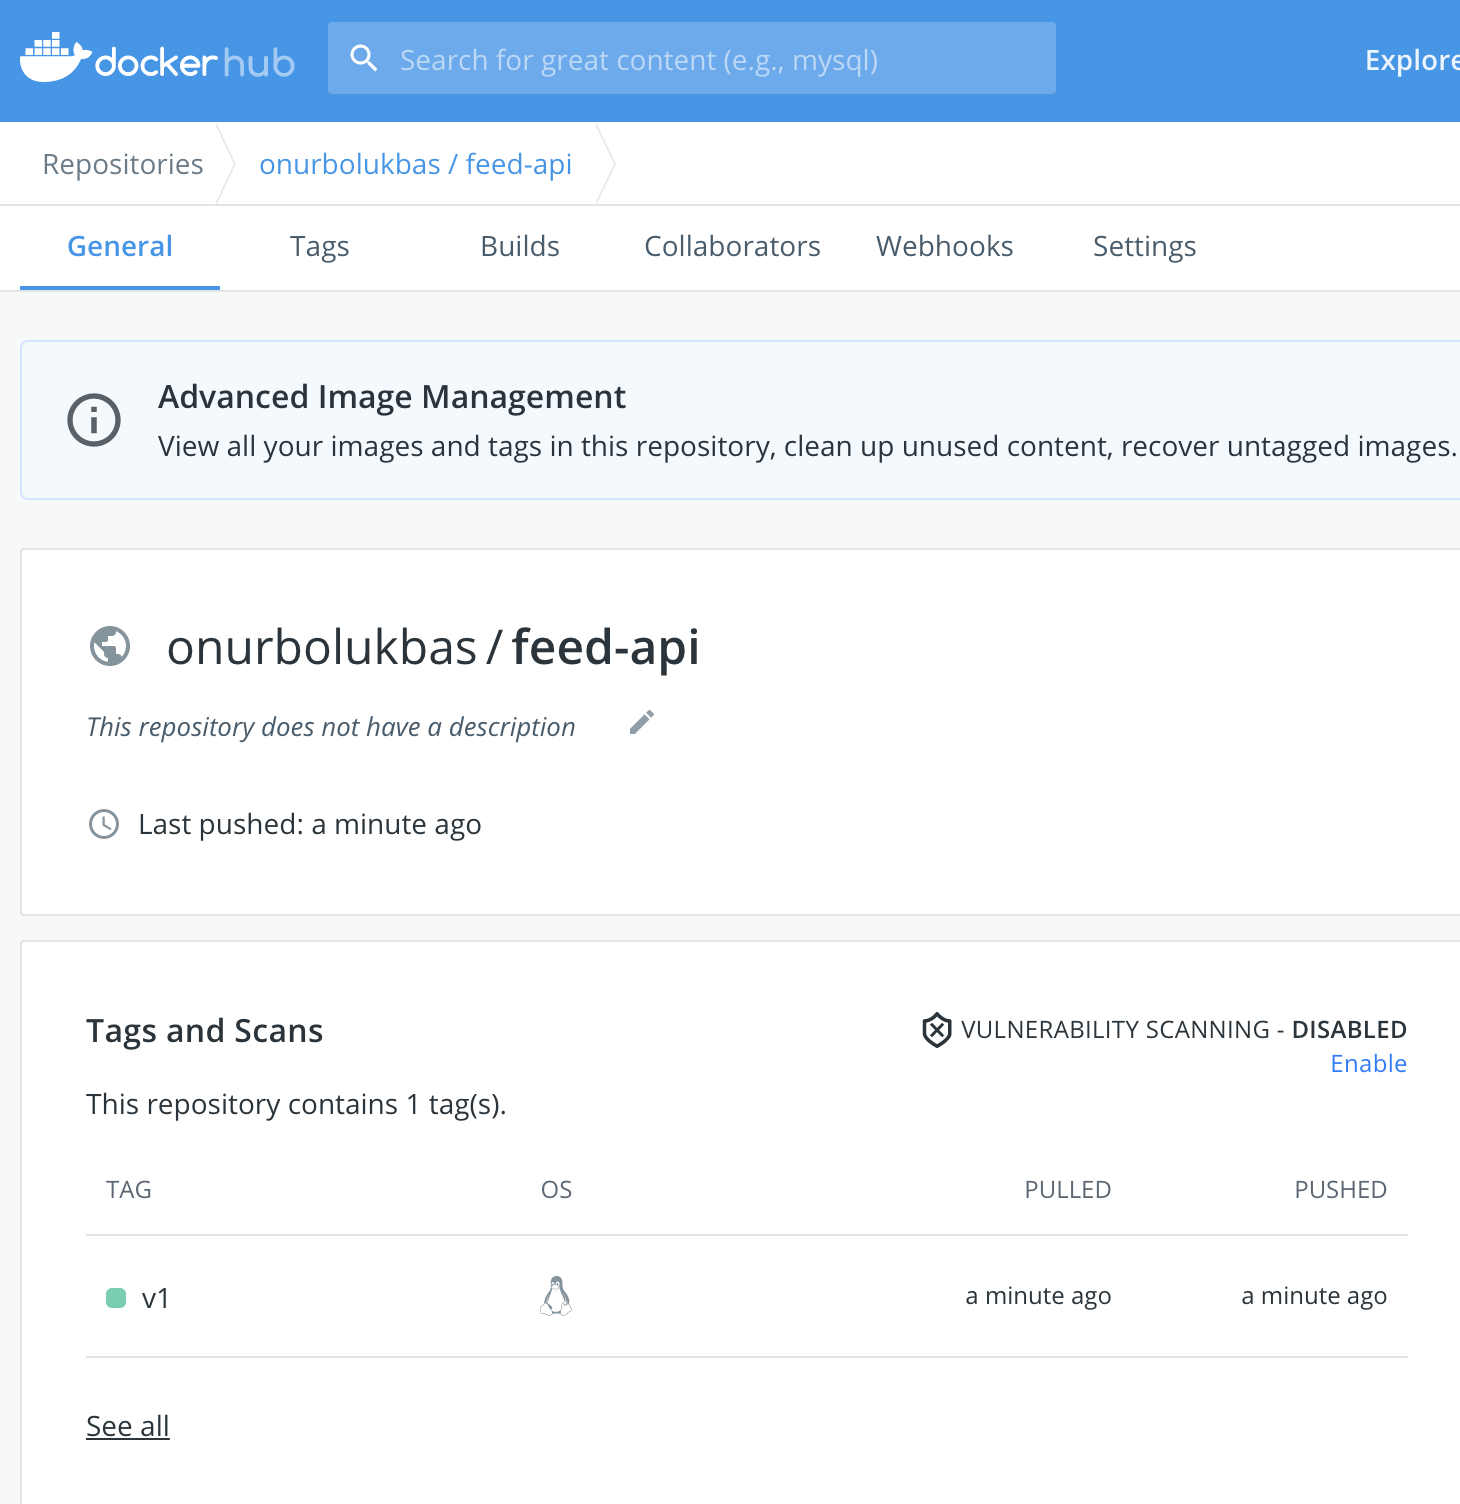 docker hub
Search for great content (e.g., mysql)
Explore
Repositories
onurbolukbas / feed-api
General
Tags
Builds
Collaborators
Webhooks
Settings
Advanced Image Management
View all your images and tags in this repository, clean up unused content, recover untagged images.
onurbolukbas / feed-api
This repository does not have a description
Last pushed: a minute ago
Tags and Scans
VULNERABILITY SCANNING - DISABLED
Enable
This repository contains 1 tag(s).
TAG
OS
PULLED
PUSHED
v1
a minute ago
a minute ago
See all